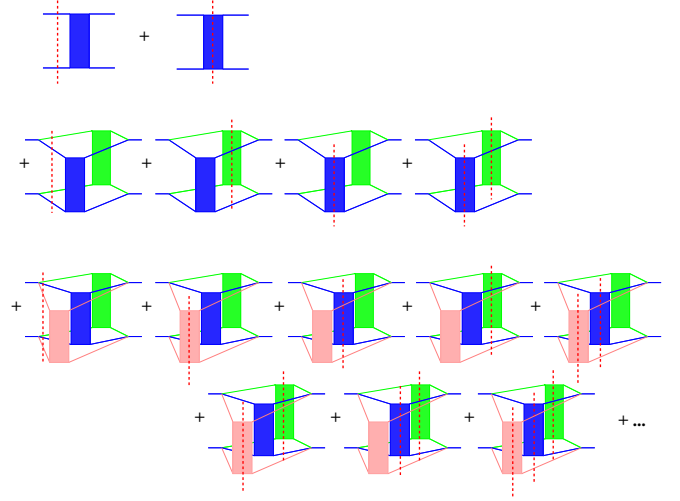 +
+ + + +
+ + + + +
+ + + + ...